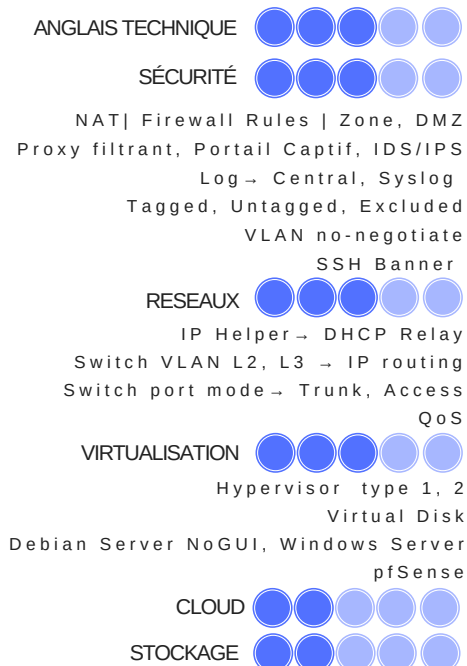 ANGLAIS TECHNIQUE
SÉCURITÉ
NAT| Firewall Rules | Zone, DMZ
Proxy filtrant, Portail Captif, IDS/IPS
Log→ Central, Syslog
Tagged, Untagged, Excluded
VLAN no-negotiate
SSH Banner
RESEAUX
IP Helper→ DHCP Relay
Switch VLAN L2, L3 → IP routing
Switch port mode→ Trunk, Access
QoS
VIRTUALISATION
Hypervisor type 1, 2
Virtual Disk
Debian Server NoGUI, Windows Server
pfSense
CLOUD
STOCKAGE